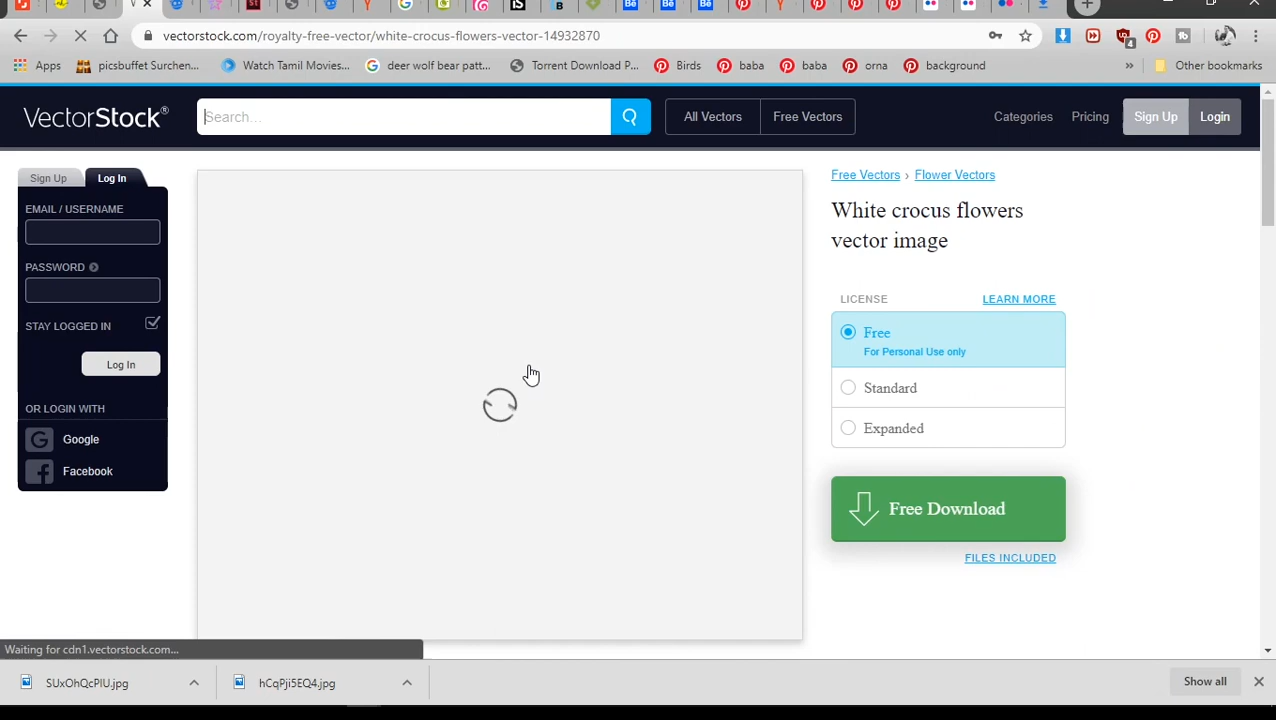 vectorstock.com/royalty-free-vector/white-crocus-flowers-vector-14932870
4
Apps picsbuffet Surchen... Watch Tamil Movies... deer wolf bear patt... Torrent Download P... Birds baba baba orna background » Other bookmarks
VectorStock® Search... All Vectors Free Vectors Categories Pricing Sign Up Login
Sign Up Log In
EMAIL / USERNAME
PASSWORD
STAY LOGGED IN
Log In
OR LOGIN WITH
Google
Facebook
Free Vectors › Flower Vectors
White crocus flowers
vector image
LICENSE LEARN MORE
Free
For Personal Use only
Standard
Expanded
Free Download
FILES INCLUDED
Waiting for cdn1.vectorstock.com...
SUxOhQcPIU.jpg hCqPji5EQ4.jpg Show all